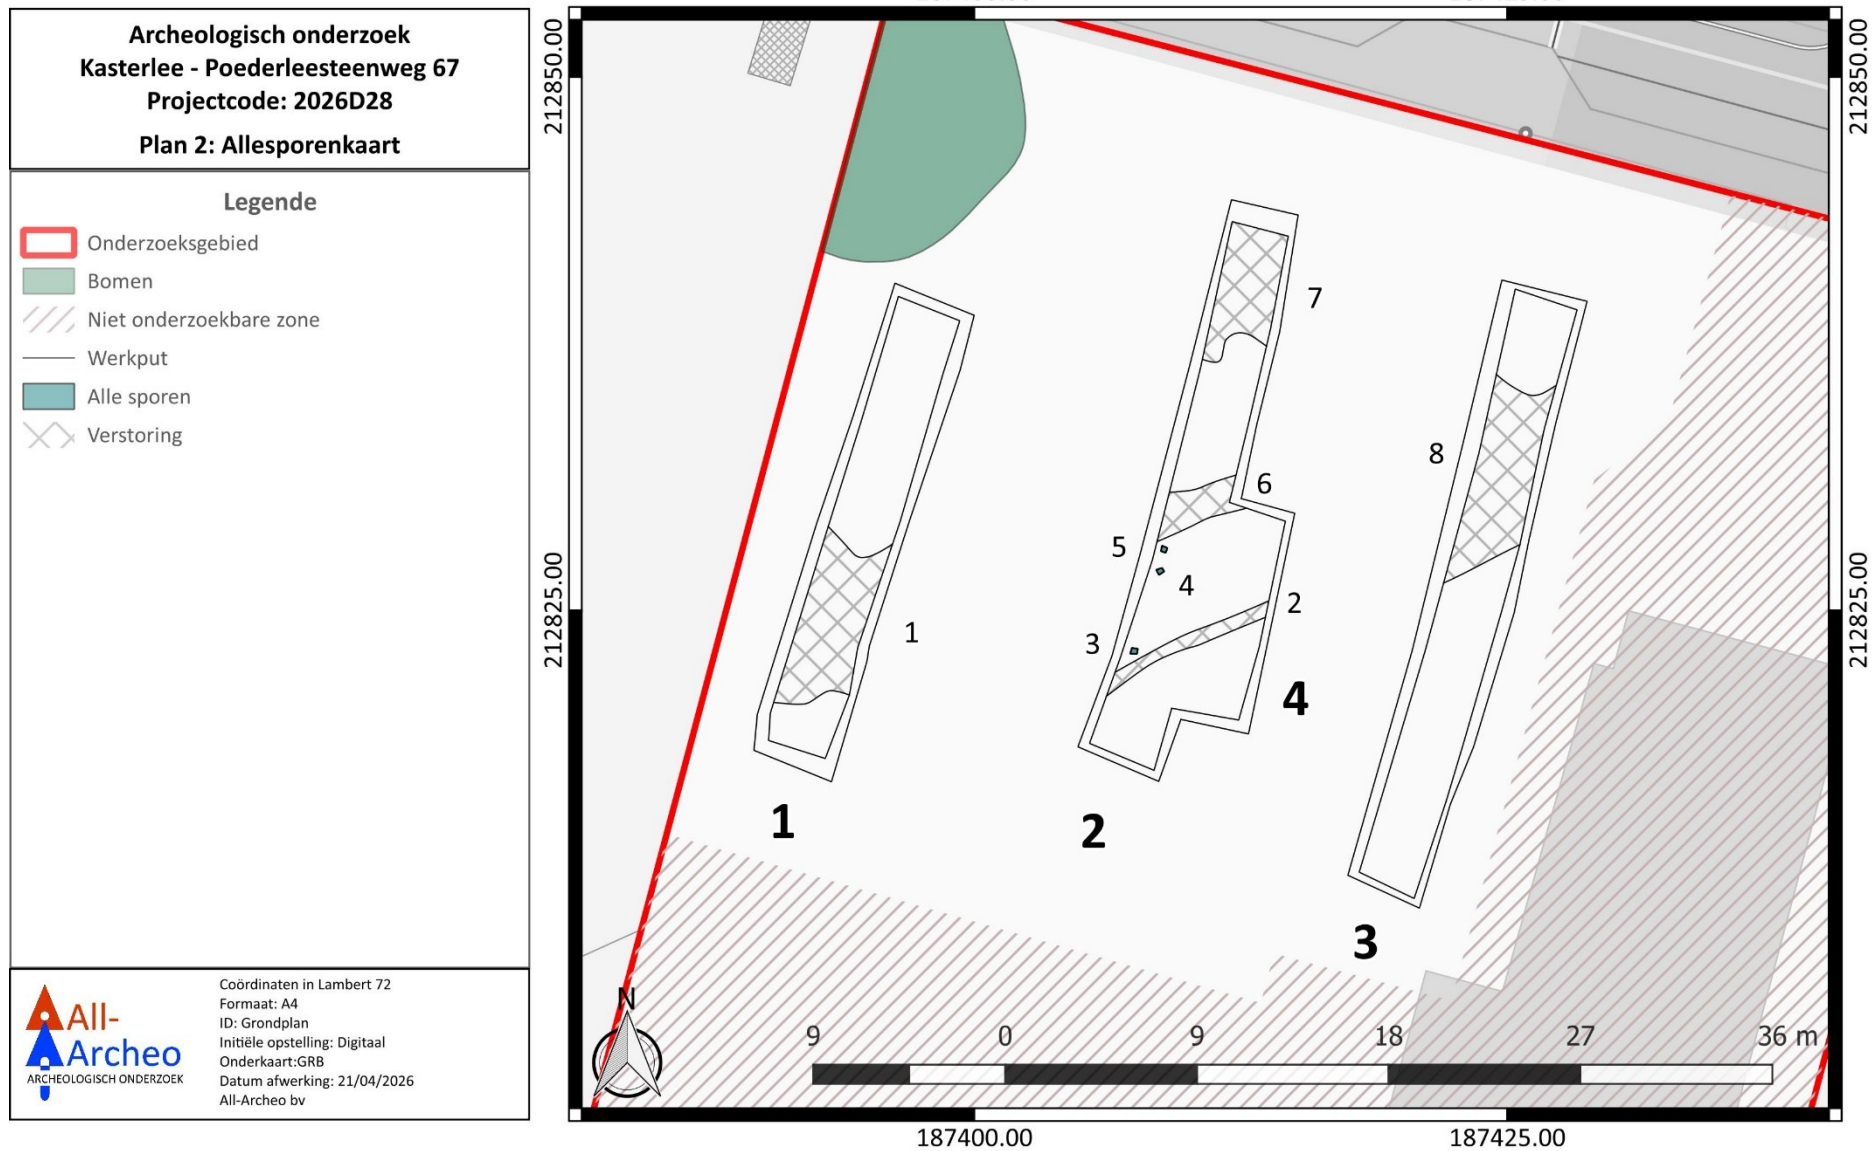 Archeologisch onderzoek
Kasterlee - Poederleesteenweg 67
Projectcode: 2026D28
Plan 2: Allesporenkaart
Legende
Onderzoeksgebied
Bomen
Niet onderzoekbare zone
Werkput
Alle sporen
Verstoring
All-
Archeo
ARCHEOLOGISCH ONDERZOEK
Coördinaten in Lambert 72
Formaat: A4
ID: Grondplan
Initiële opstelling: Digitaal
Onderkaart:GRB
Datum afwerking: 21/04/2026
All-Archeo bv
212850.00
212850.00
7
8
6
5
4
2
212825.00
212825.00
1
3
4
1
2
3
N
9
0
9
18
27
36 m
187400.00
187425.00